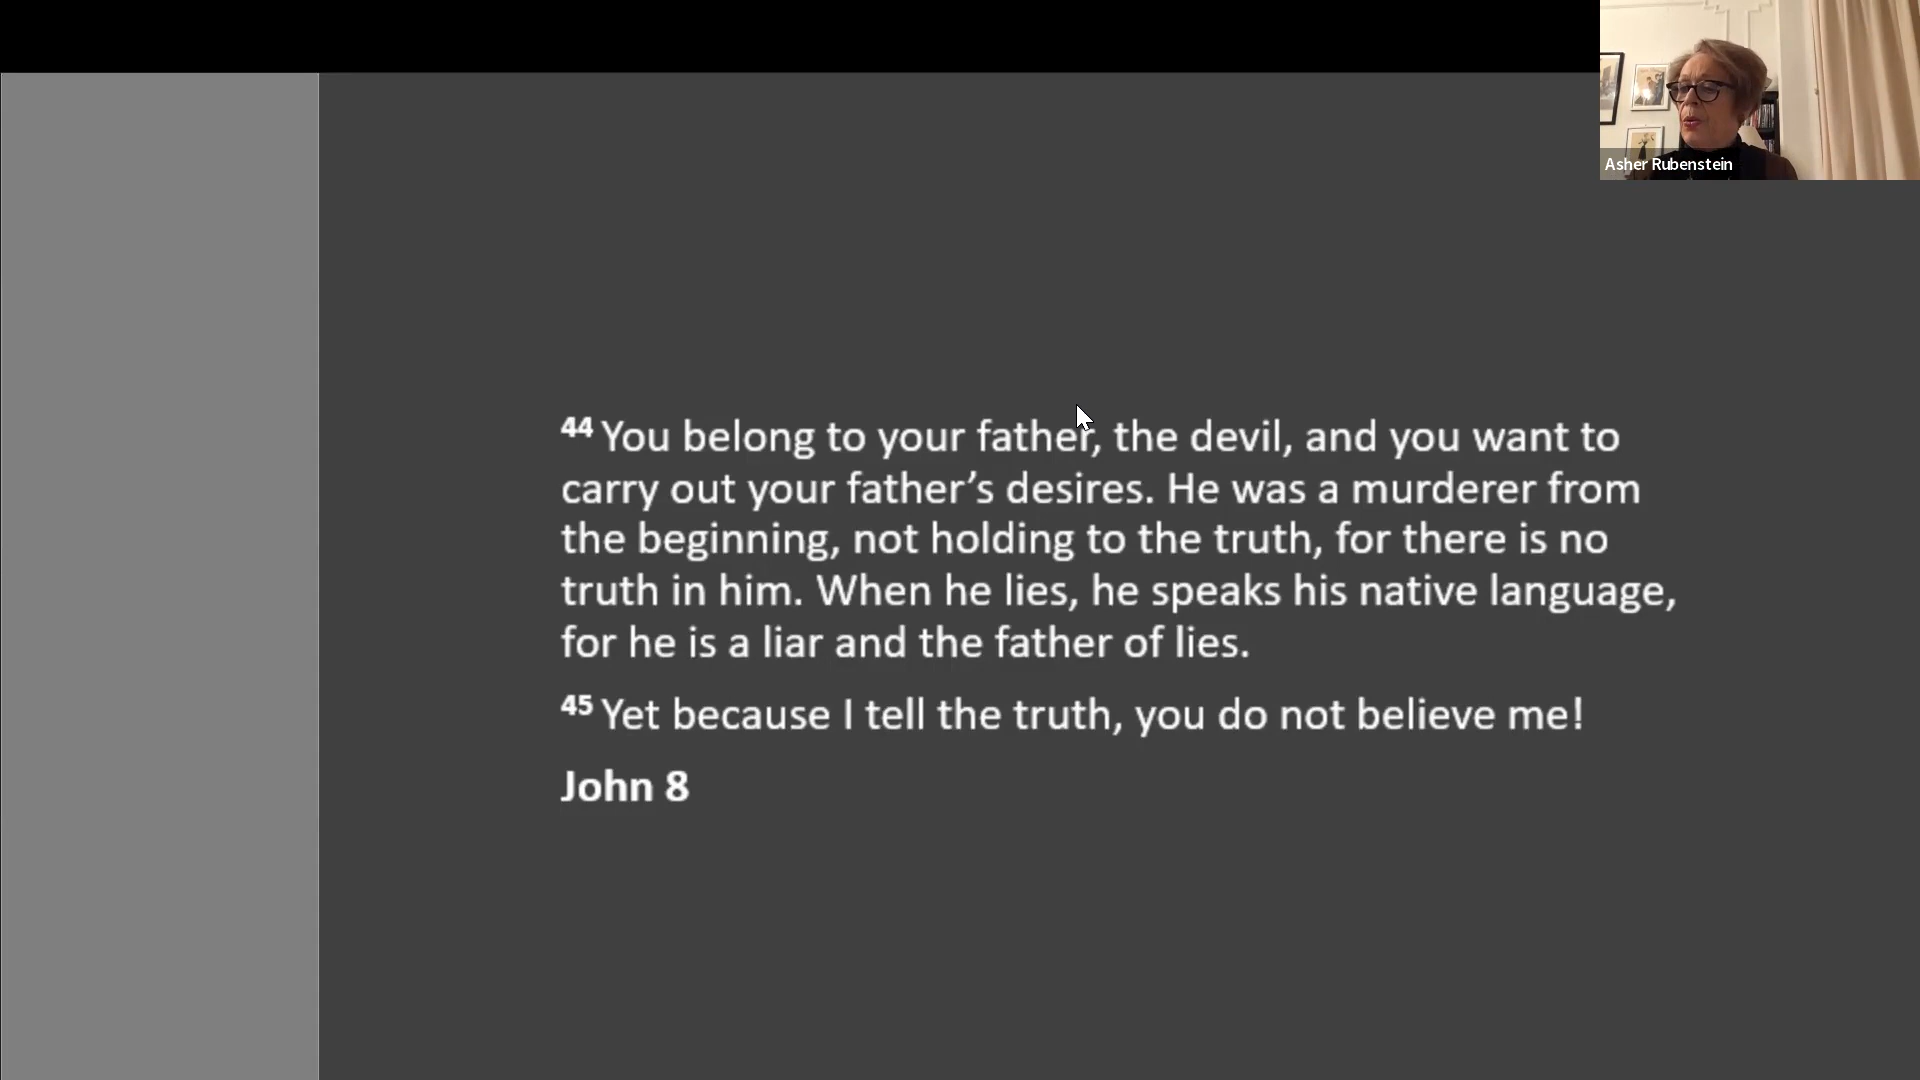 Asher Rubenstein
44 You belong to your father, the devil, and you want to
carry out your father’s desires. He was a murderer from
the beginning, not holding to the truth, for there is no
truth in him. When he lies, he speaks his native language,
for he is a liar and the father of lies.
45 Yet because I tell the truth, you do not believe me!
John 8